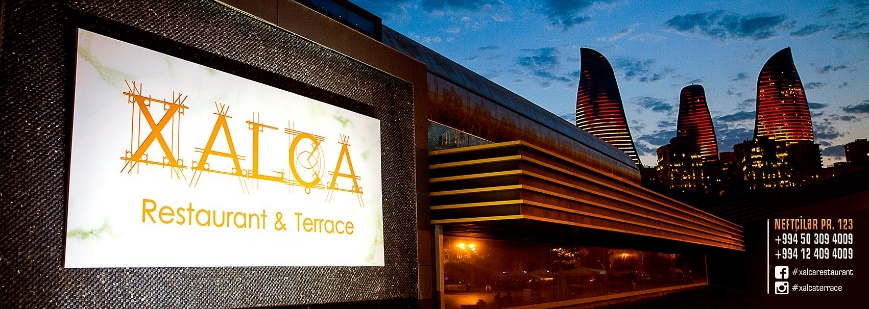 XALÇA
Restaurant & Terrace
NEFTÇİLƏR PR. 123
+994 50 309 4009
+994 12 409 4009
#xalcarestaurant
#xalcaterrace